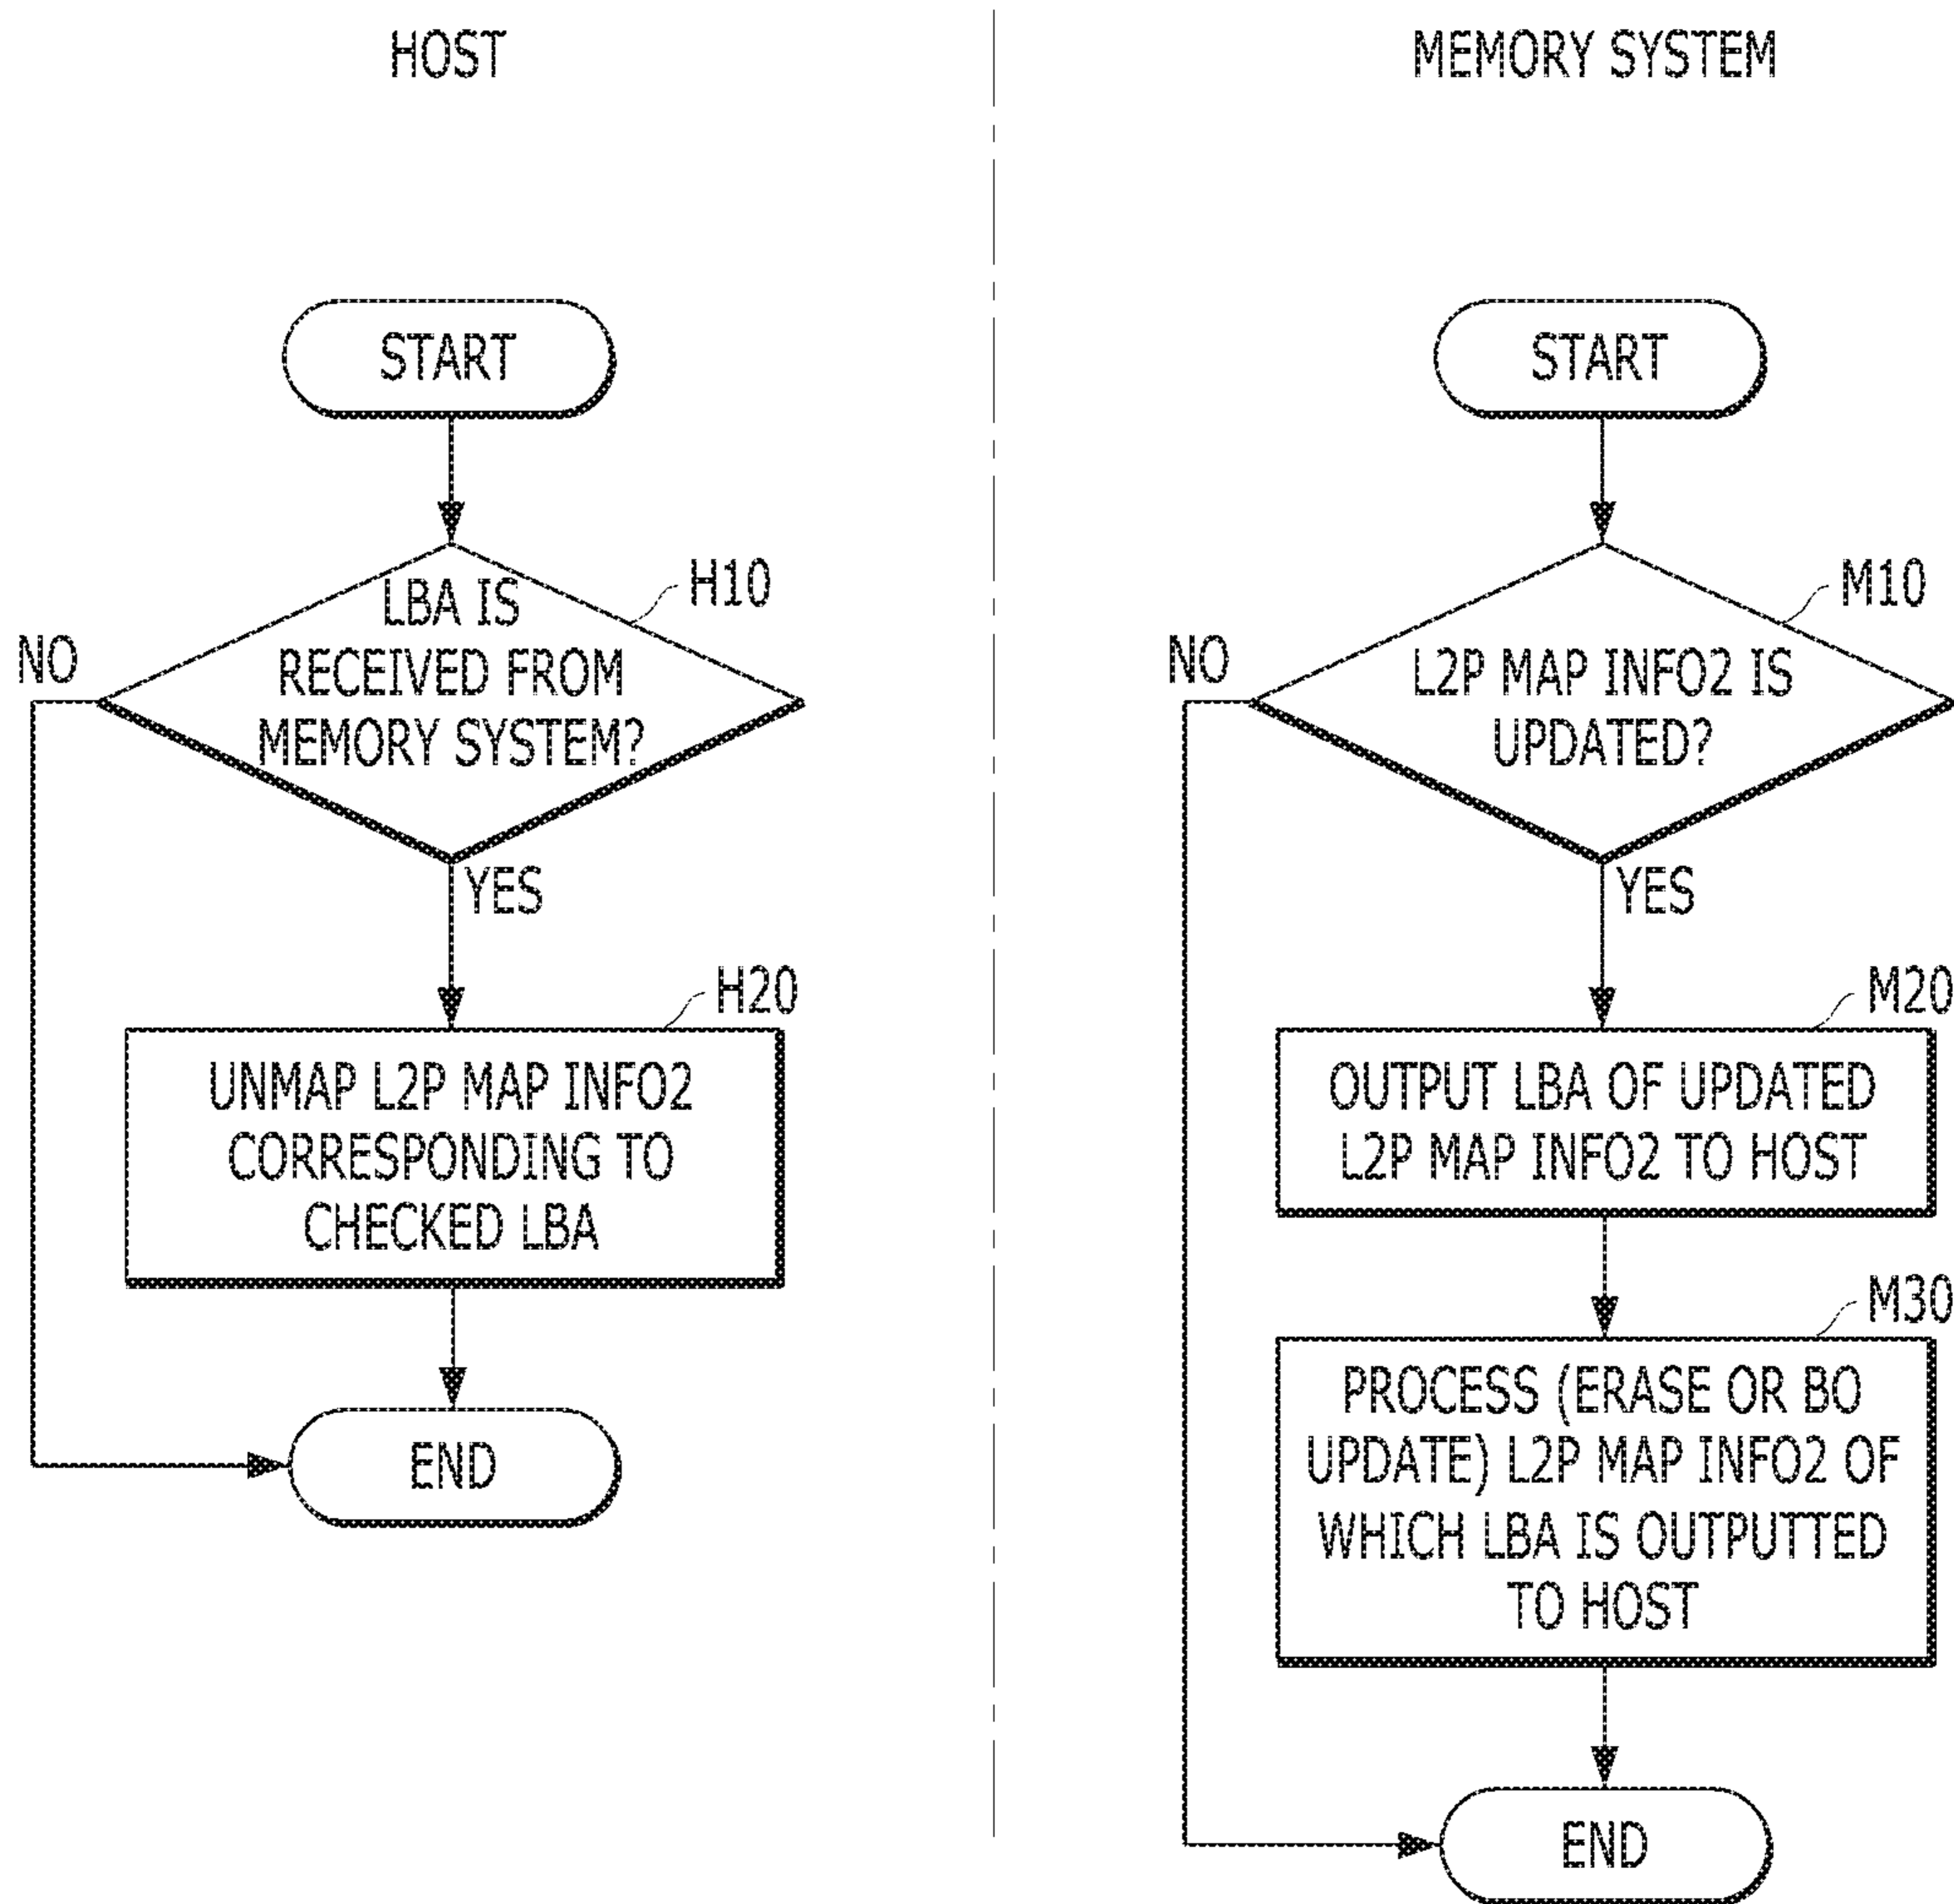 HOST
START
H10
LBA IS
RECEIVED FROM
MEMORY SYSTEM?
NO
YES
H20
UNMAP L2P MAP INFO2
CORRESPONDING TO
CHECKED LBA
END
MEMORY SYSTEM
START
M10
L2P MAP INFO2 IS
UPDATED?
NO
YES
M20
OUTPUT LBA OF UPDATED
L2P MAP INFO2 TO HOST
M30
PROCESS (ERASE OR BO
UPDATE) L2P MAP INFO2 OF
WHICH LBA IS OUTPUTTED
TO HOST
END